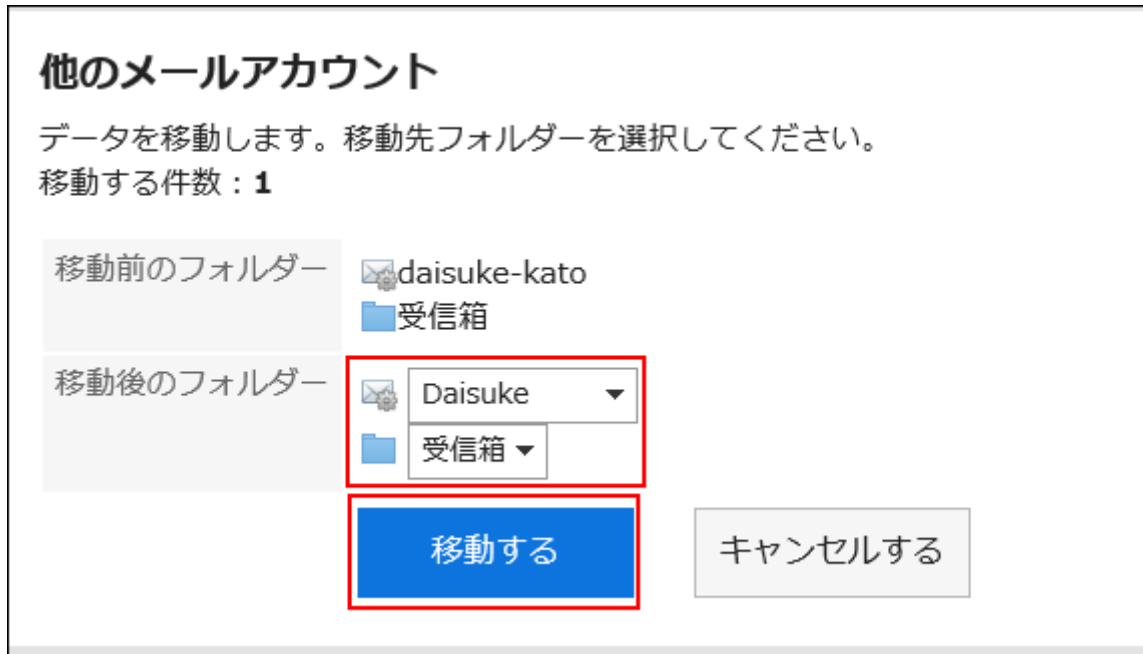 他のメールアカウント
データを移動します。移動先フォルダーを選択してください。
移動する件数：1
移動前のフォルダー
daisuke-kato
受信箱
移動後のフォルダー
Daisuke
受信箱
移動する
キャンセルする